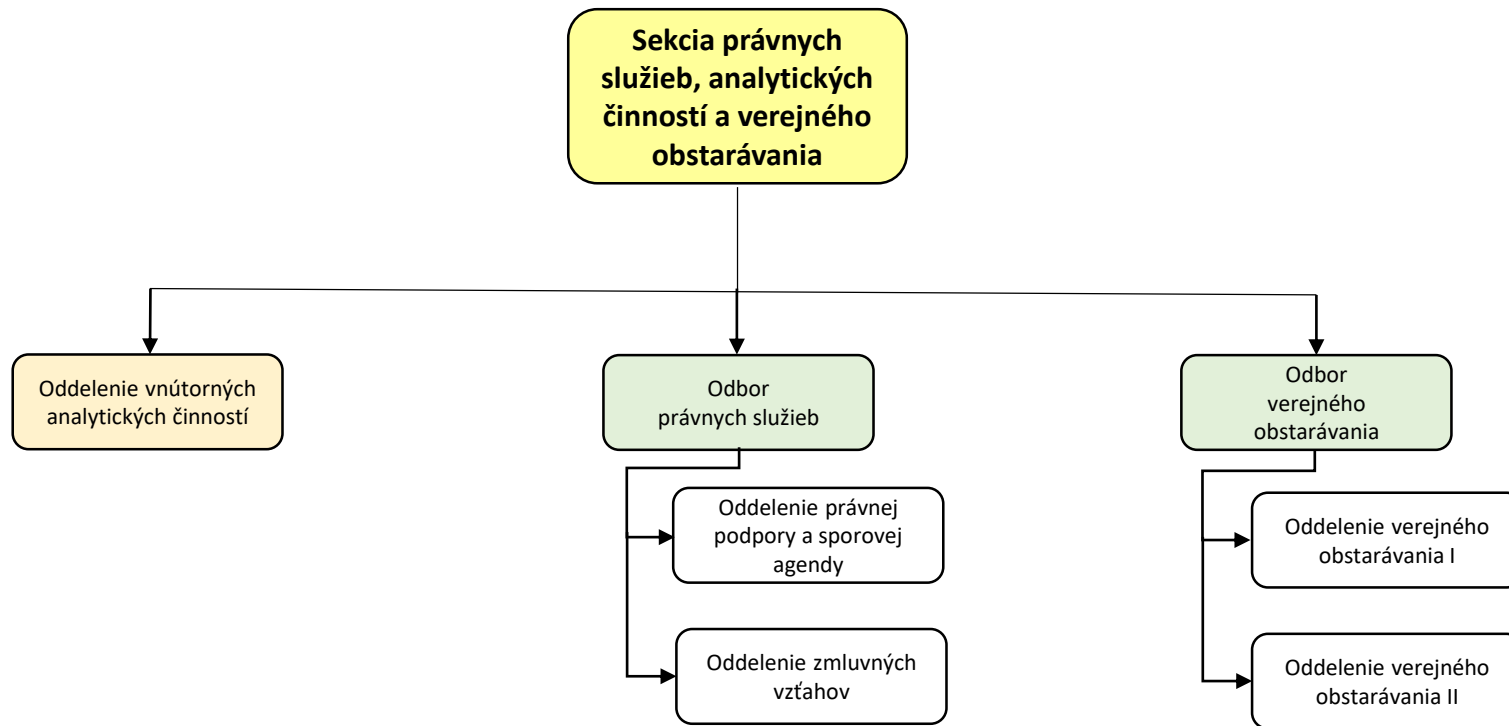 Sekcia právnych
služieb, analytických
činností a verejného
obstarávania
Oddelenie vnútorných
analytických činností
Odbor
právnych služieb
Odbor
verejného
obstarávania
Oddelenie právnej
podpory a sporovej
agendy
Oddelenie zmluvných
vzťahov
Oddelenie verejného
obstarávania I
Oddelenie verejného
obstarávania II